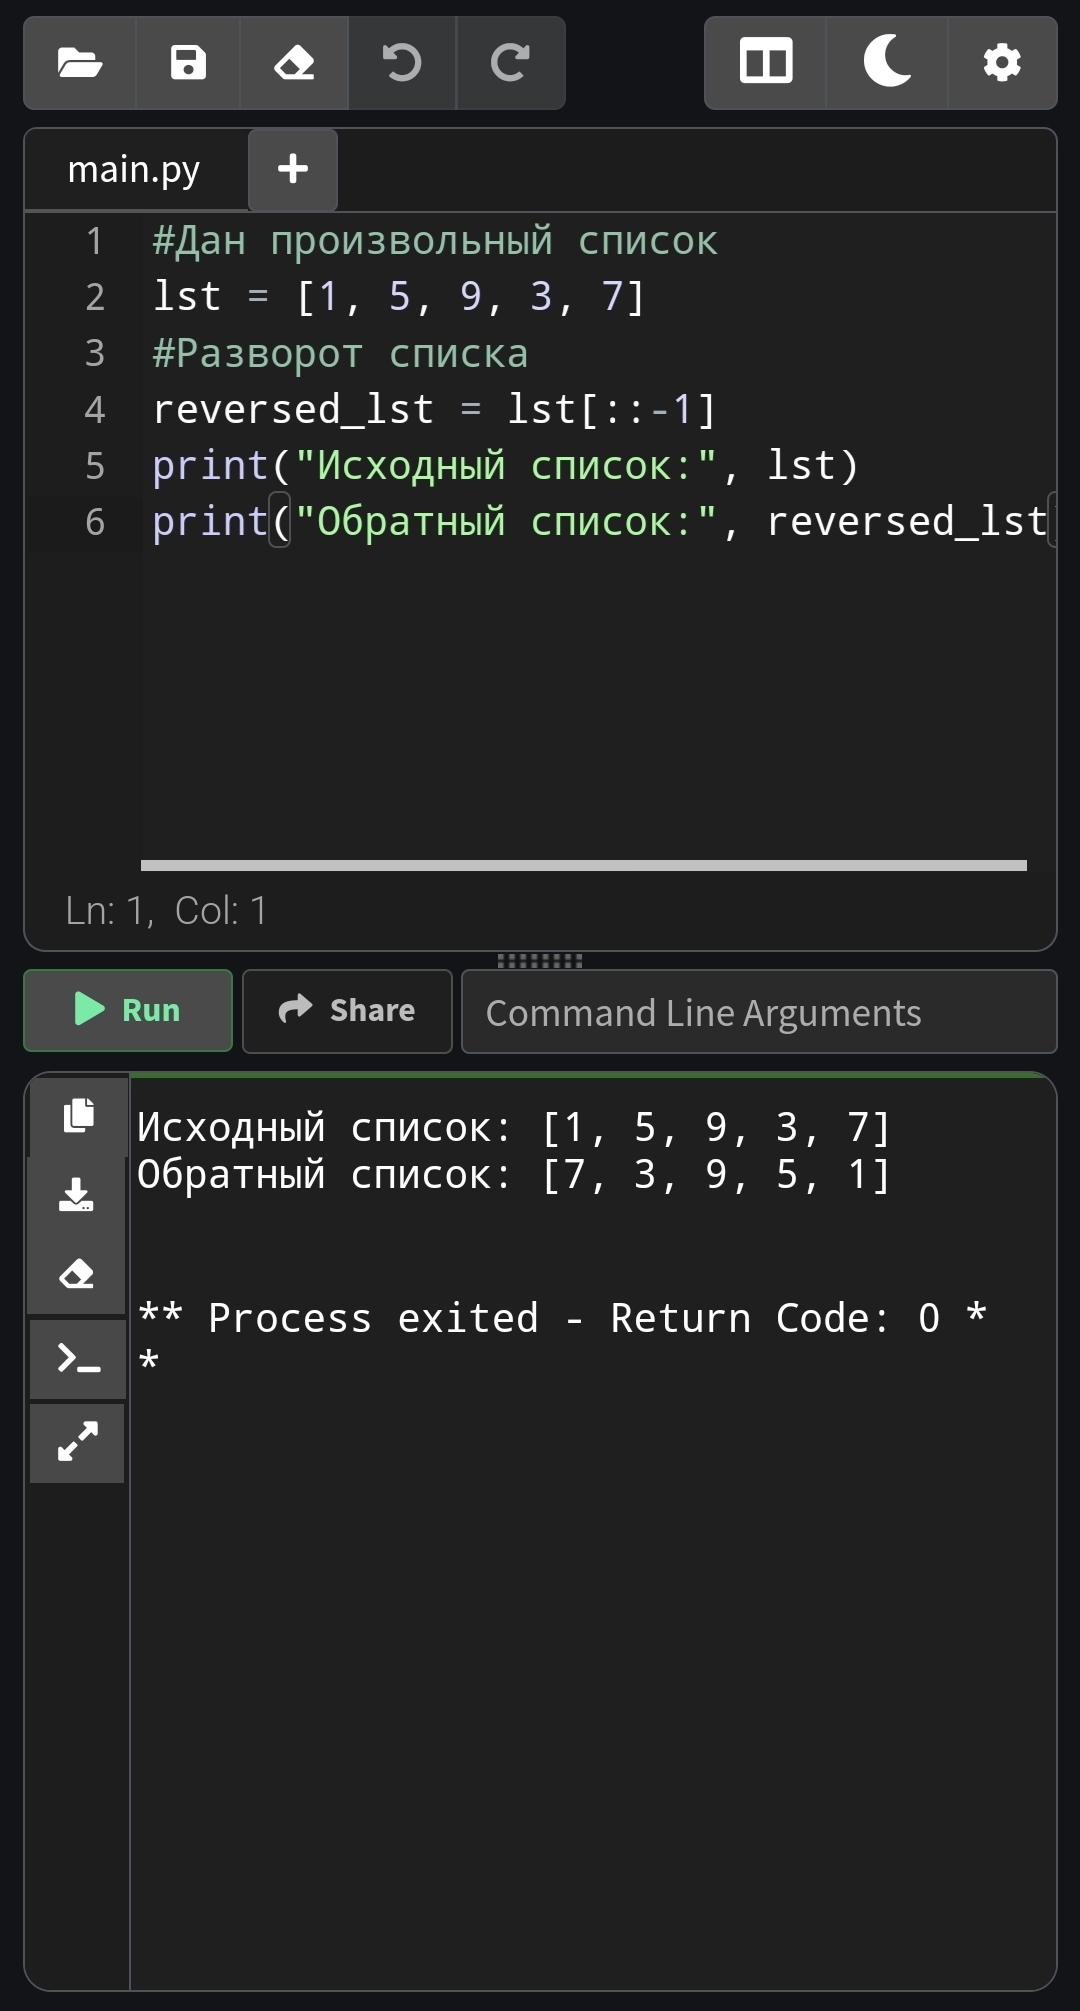 main.py
1 #Дан произвольный список
2 lst = [1, 5, 9, 3, 7]
3 #Разворот списка
4 reversed_lst = lst[::-1]
5 print("Исходный список:", lst)
6 print("Обратный список:", reversed_lst)
Ln: 1, Col: 1
Run Share Command Line Arguments
Исходный список: [1, 5, 9, 3, 7]
Обратный список: [7, 3, 9, 5, 1]
** Process exited - Return Code: 0 *
*